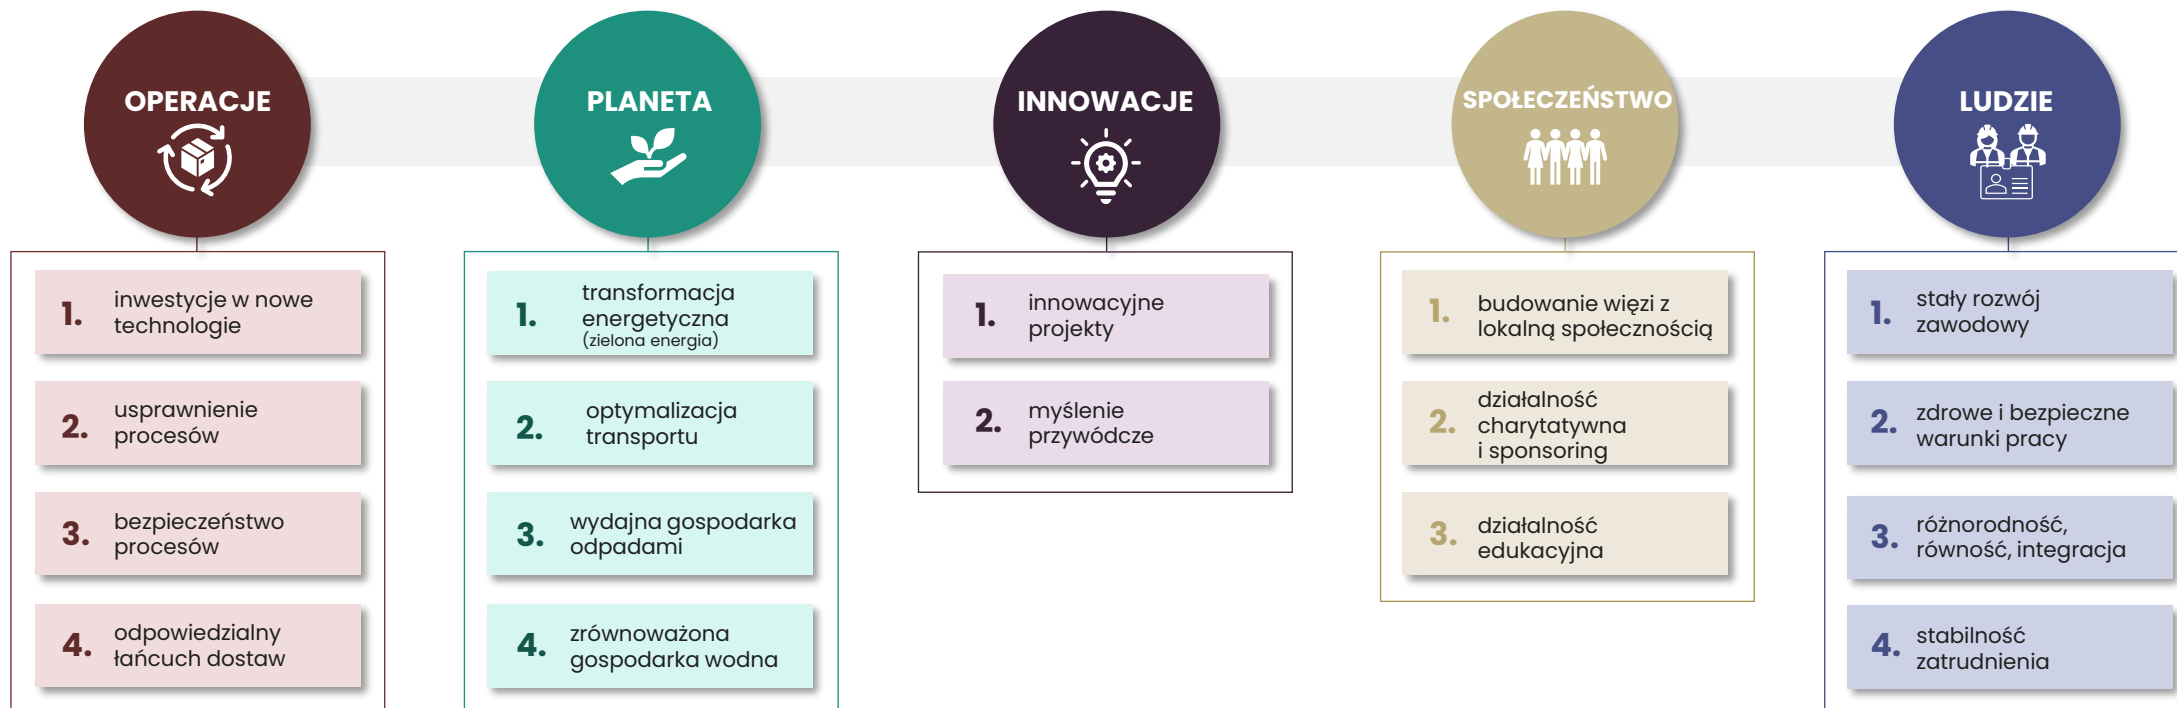 OPERACJE
1.
inwestycje w nowe
technologie
2.
usprawnienie
procesów
3.
bezpieczeństwo
procesów
4.
odpowiedzialny
łańcuch dostaw
PLANETA
1.
transformacja
energetyczna
(zielona energia)
2.
optymalizacja
transportu
3.
wydajna gospodarka
odpadami
4.
zrównoważona
gospodarka wodna
INNOWACJE
1.
innowacyjne
projekty
2.
myślenie
przywódcze
SPOŁECZEŃSTWO
1.
budowanie więzi z
lokalną społecznością
2.
działalność
charytatywna
i sponsoring
3.
działalność
edukacyjna
LUDZIE
1.
stały rozwój
zawodowy
2.
zdrowe i bezpieczne
warunki pracy
3.
różnorodność,
równość, integracja
4.
stabilność
zatrudnienia